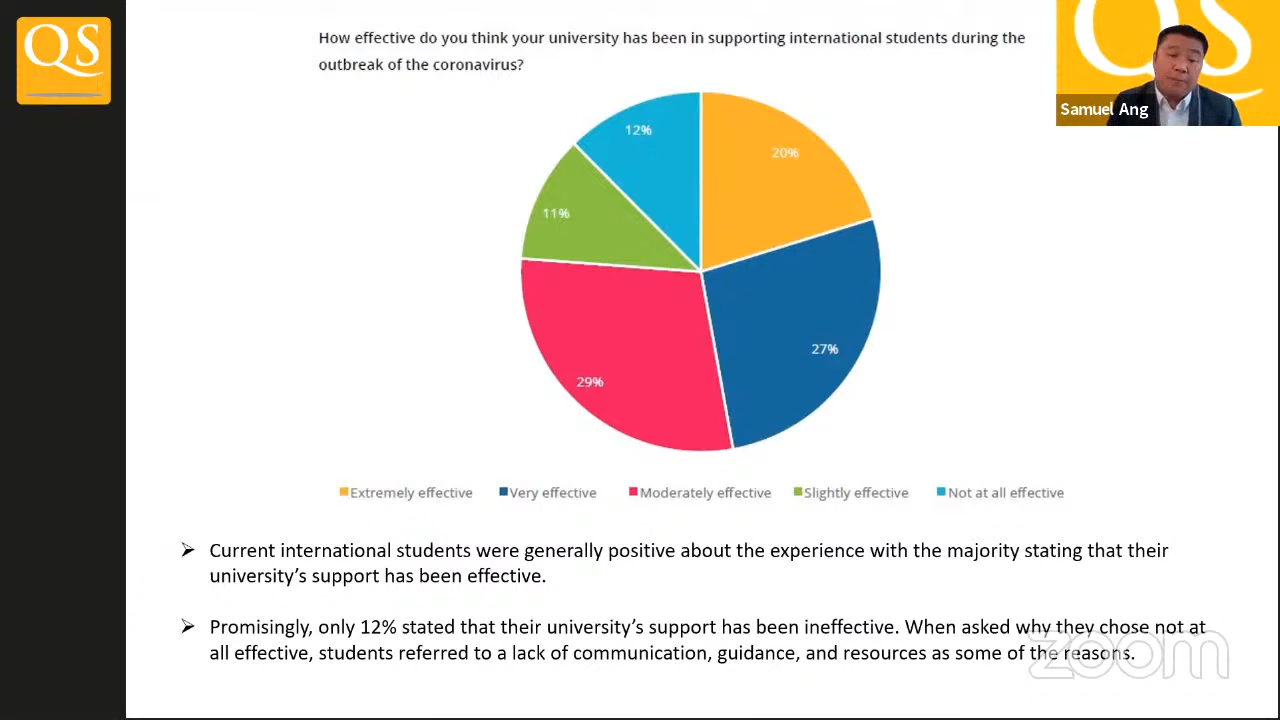 QS
How effective do you think your university has been in supporting international students during the
outbreak of the coronavirus?
Samuel Ang
12%
20%
11%
27%
29%
Extremely effective
Very effective
Moderately effective
Slightly effective
Not at all effective
➢ Current international students were generally positive about the experience with the majority stating that their
university’s support has been effective.
➢ Promisingly, only 12% stated that their university’s support has been ineffective. When asked why they chose not at
all effective, students referred to a lack of communication, guidance, and resources as some of the reasons.
zoom